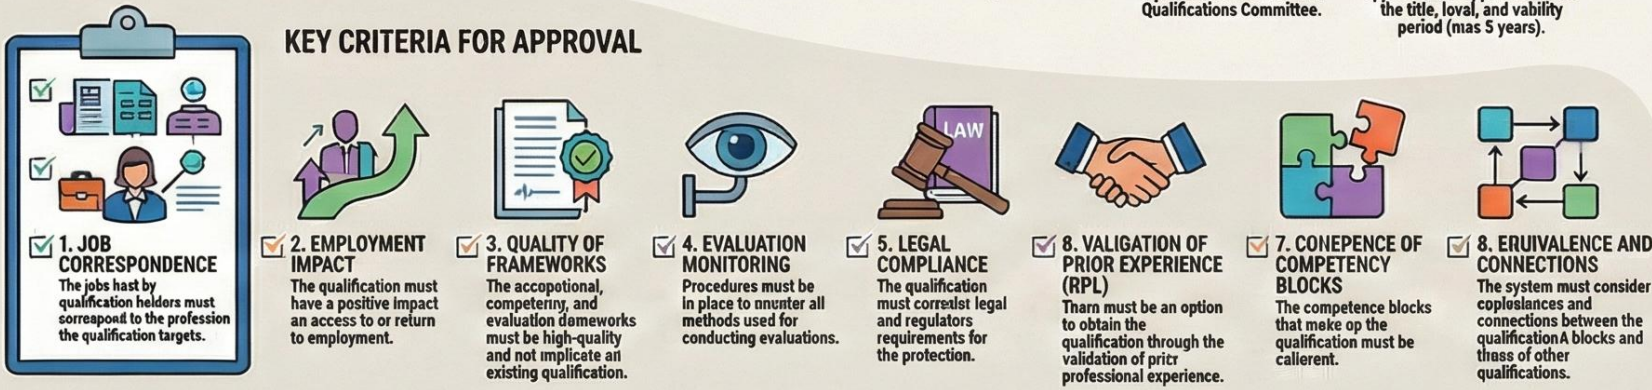 Qualifications Committee.
the title, loval, and vability
period (mas 5 years).
KEY CRITERIA FOR APPROVAL
1. JOB
CORRESPONDENCE
The jobs hast by
qualification helders must
sorrespoail to the profession
the qualification targets.
2. EMPLOYMENT
IMPACT
The qualification must
have a positive impact
an access to or return
to employment.
3. QUALITY OF
FRAMEWORKS
The accopotional,
competerny, and
evaluation dameworks
must be high-quality
and not implicate an
existing qualification.
4. EVALUATION
MONITORING
Procedures must be
in place to nnunter all
methods used for
conducting evaluations.
LAW
5. LEGAL
COMPLIANCE
The qualification
must correlst legal
and regulators
requirements for
the protection.
8. VALIGATION OF
PRIOR EXPERIENCE
(RPL)
Tharn must be an option
to obtain the
qualification through the
validation of pricr
professional experience.
7. CONEPENCE OF
COMPETENCY
BLOCKS
The competence blocks
that meke op the
qualification must be
calierent.
8. ERUIVALENCE AND
CONNECTIONS
The system must consider
copluslances and
connections between the
qualificationA blocks and
thass of other
qualifications.